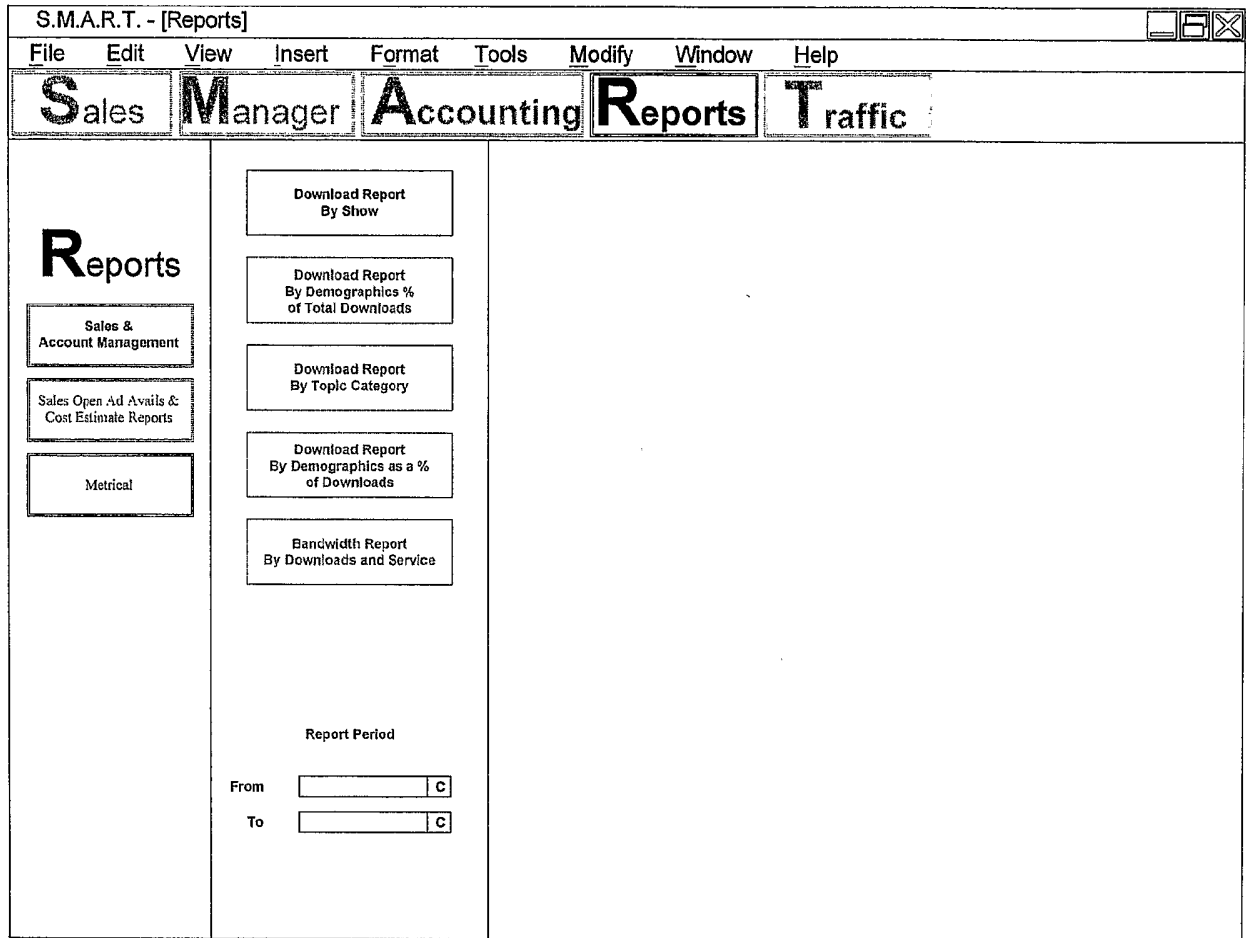 S.M.A.R.T. - [Reports]
File Edit View Insert Format Tools Modify Window Help
Sales Manager Accounting Reports Traffic
Reports
Sales &
Account Management
Sales Open Ad Avails &
Cost Estimate Reports
Metrical
Download Report
By Show
Download Report
By Demographics %
of Total Downloads
Download Report
By Topic Category
Download Report
By Demographics as a %
of Downloads
Bandwidth Report
By Downloads and Service
Report Period
From C
To C